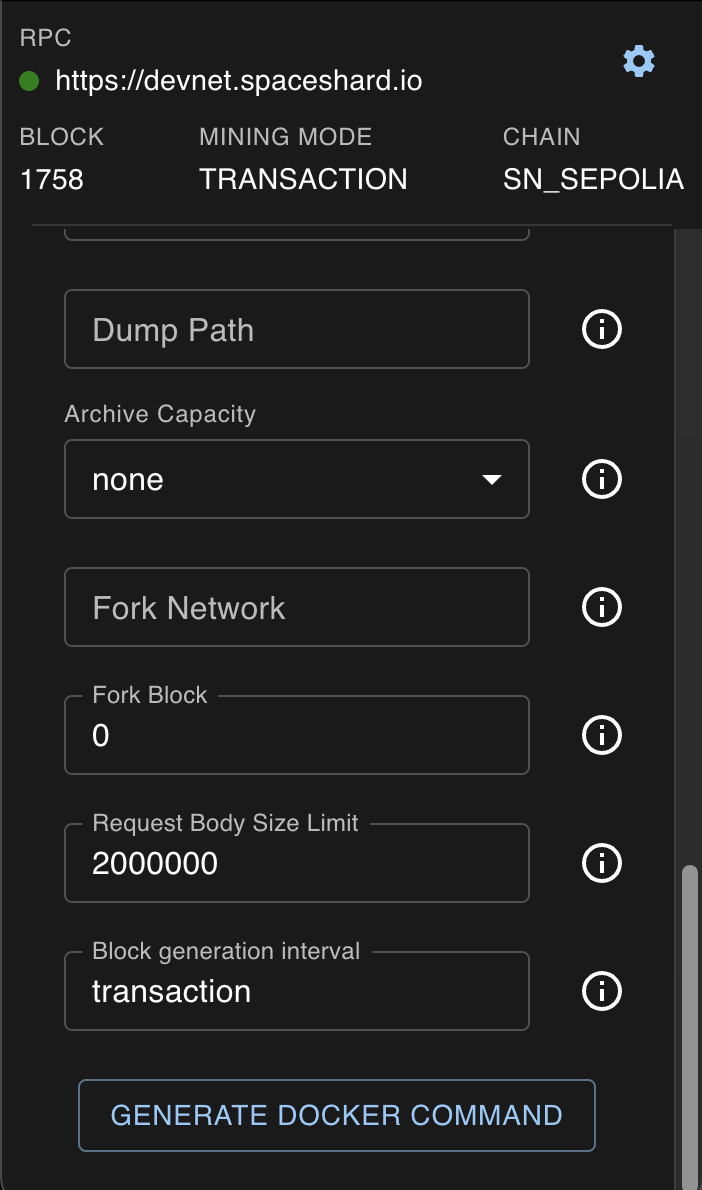 RPC
https://devnet.spaceshard.io
BLOCK MINING MODE CHAIN
1758 TRANSACTION SN_SEPOLIA
Dump Path
Archive Capacity
none
Fork Network
Fork Block
0
Request Body Size Limit
2000000
Block generation interval
transaction
GENERATE DOCKER COMMAND